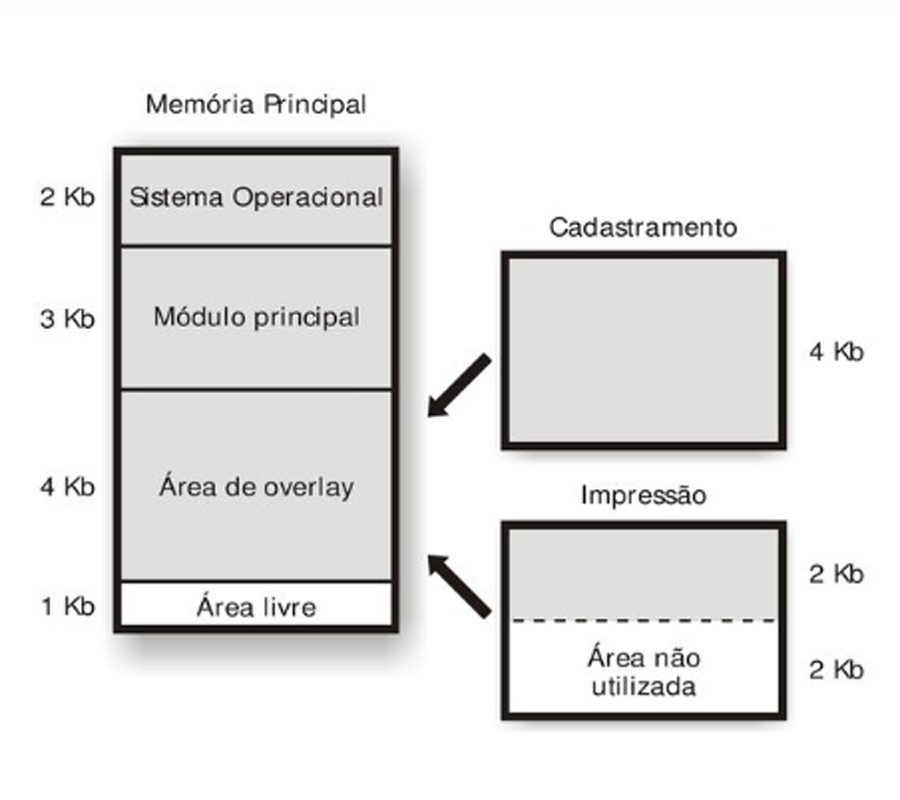 Memória Principal
2 Kb
Sistema Operacional
3 Kb
Módulo principal
4 Kb
Área de overlay
1 Kb
Área livre
Cadastramento
4 Kb
Impressão
2 Kb
Área não
utilizada
2 Kb